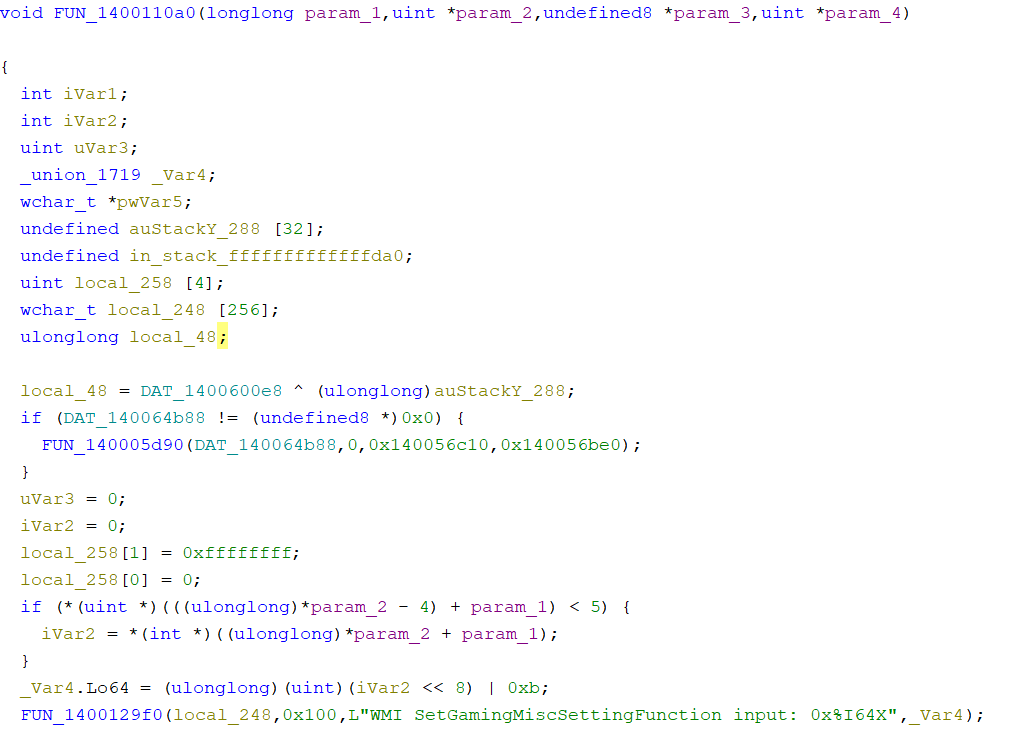 void FUN_1400110a0(longlong param_1,uint *param_2,undefined8 *param_3,uint *param_4)
{
int iVar1;
int iVar2;
uint uVar3;
_union_1719 _Var4;
wchar_t *pwVar5;
undefined auStackY_288 [32];
undefined in_stack_fffffffffffffda0;
uint local_258 [4];
wchar_t local_248 [256];
ulonglong local_48;
local_48 = DAT_1400600e8 ^ (ulonglong)auStackY_288;
if (DAT_140064b88 != (undefined8 *)0x0) {
FUN_140005d90(DAT_140064b88,0,0x140056c10,0x140056be0);
}
uVar3 = 0;
iVar2 = 0;
local_258[1] = 0xffffffff;
local_258[0] = 0;
if (*(uint *)(((ulonglong)*param_2 - 4) + param_1) < 5) {
iVar2 = *(int *)((ulonglong)*param_2 + param_1);
}
_Var4.Lo64 = (ulonglong)(uint)(iVar2 << 8) | 0xb;
FUN_1400129f0(local_248,0x100,L"WMI SetGamingMiscSettingFunction input: 0x%I64X",_Var4);